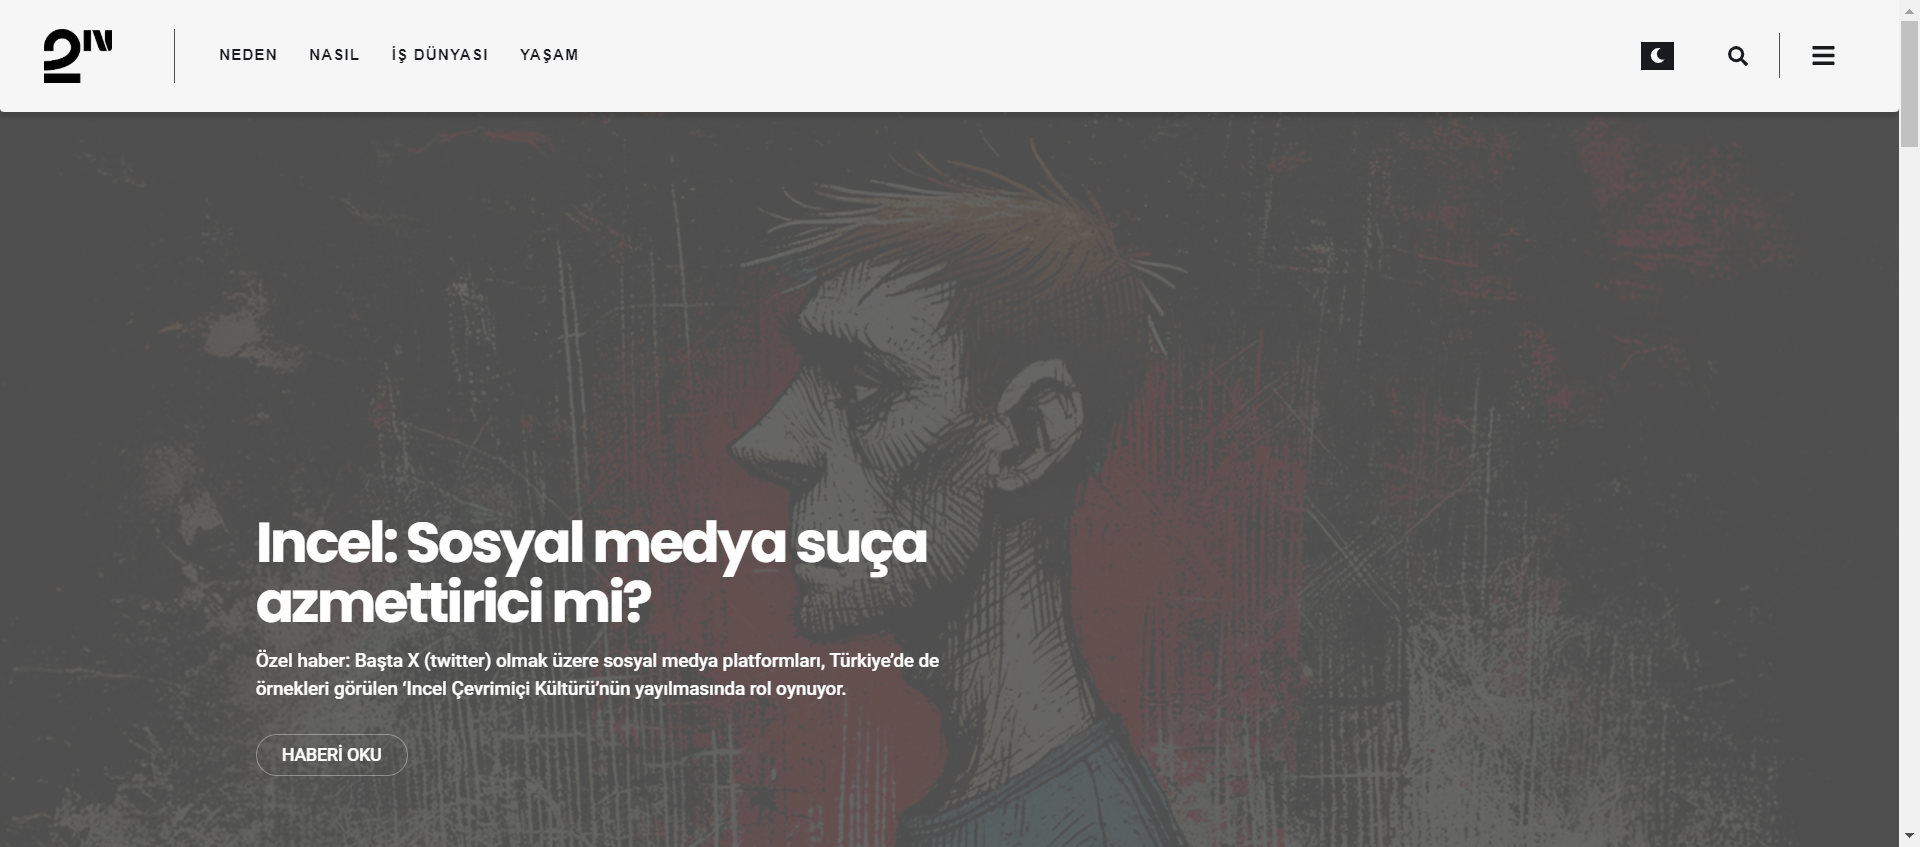 2N
NEDEN NASIL İŞ DÜNYASI YAŞAM
Incel: Sosyal medya suça
azmettirici mi?
Özel haber: Başta X (twitter) olmak üzere sosyal medya platformları, Türkiye’de de
örnekleri görülen ‘Incel Çevrimiçi Kültürü’nün yayılmasında rol oynuyor.
HABERİ OKU